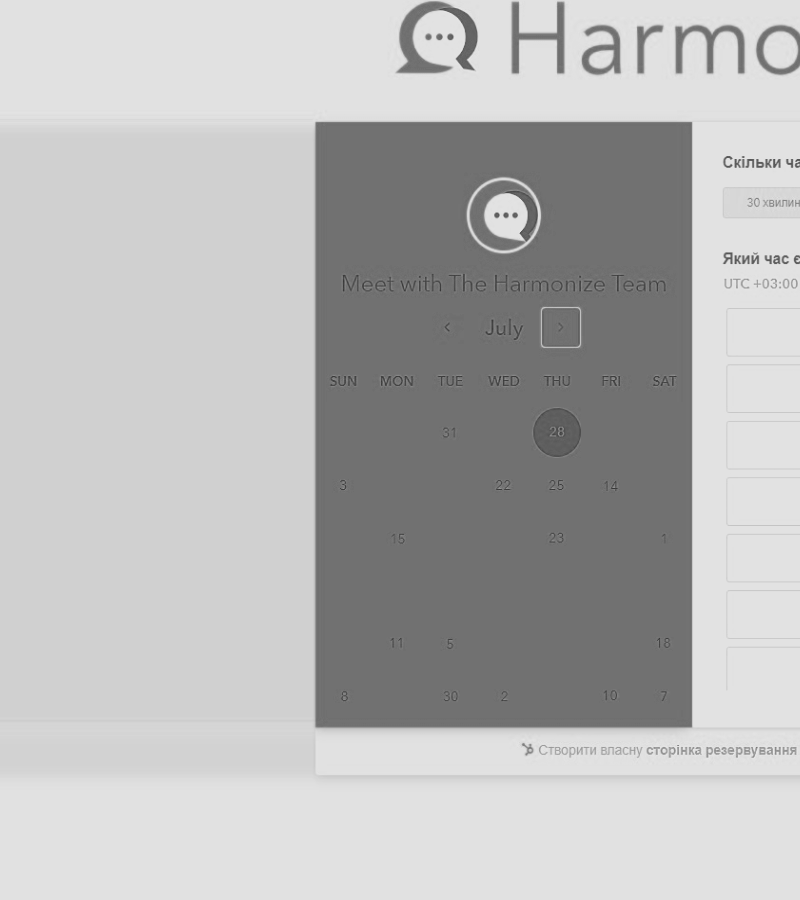 Harmo
Meet with The Harmonize Team
July
SUN MON TUE WED THU FRI SAT
31 28
3 22 25 14
15 23 1
11 5 18
8 30 2 10 7
Скільки ча
30 хвилин
Який час є
UTC +03:00
Створити власну сторінка резервування